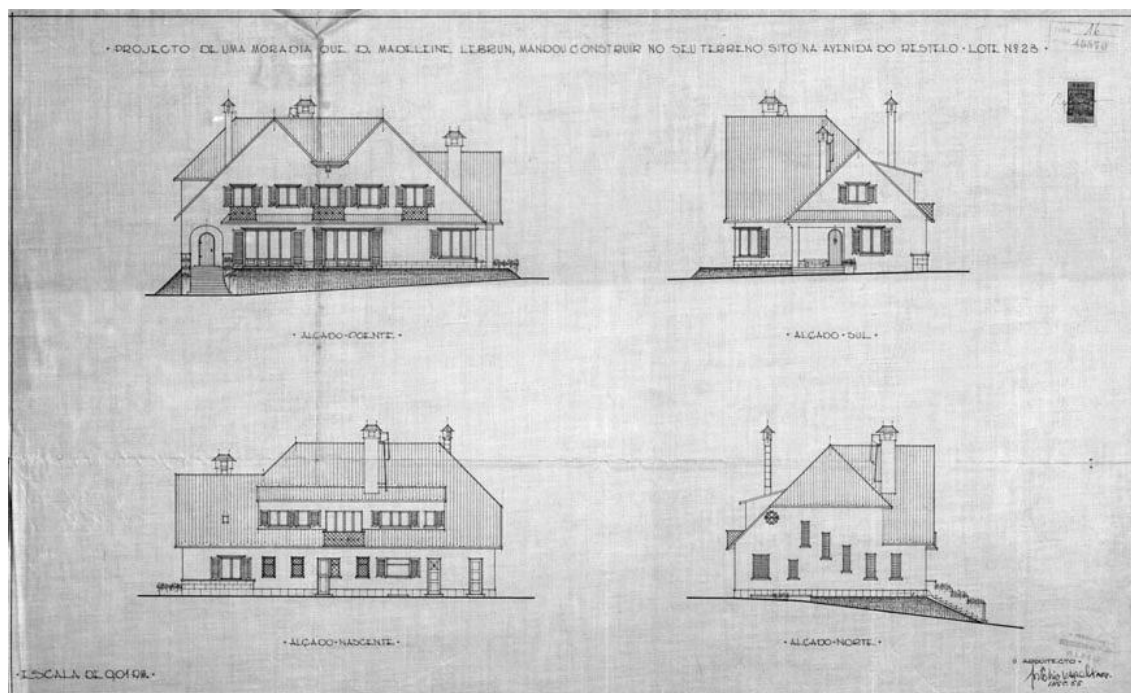 · PROJECTO DE UMA MORADIA QUE D. MADELEINE LEBRUN, MANDOU CONSTRUIR NO SEU TERRENO SITO NA AVENIDA DO RESTELO · LOTE Nº 28 ·
16
· ALÇADO · POENTE ·
· ALÇADO · SUL ·
· ALÇADO · NASCENTE ·
· ALÇADO · NORTE ·
· ESCALA DE 0,01 P.M. ·
O ARQUITECTO ·